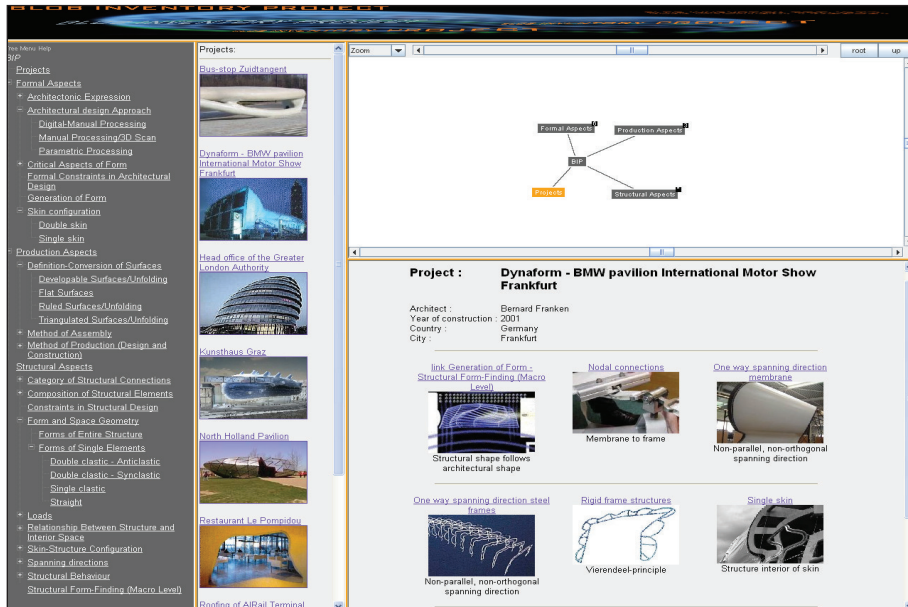 BLOB INVENTORY PROJECT
Tree Menu Help
BIP
Projects
Formal Aspects
Architectonic Expression
Architectural design Approach
Digital-Manual Processing
Manual Processing/3D Scan
Parametric Processing
Critical Aspects of Form
Formal Constraints in Architectural
Design
Generation of Form
Skin configuration
Double skin
Single skin
Production Aspects
Definition-Conversion of Surfaces
Developable Surfaces/Unfolding
Flat Surfaces
Ruled Surfaces/Unfolding
Triangulated Surfaces/Unfolding
Method of Assembly
Method of Production (Design and
Construction)
Structural Aspects
Category of Structural Connections
Composition of Structural Elements
Constraints in Structural Design
Form and Space Geometry
Forms of Entire Structure
Forms of Single Elements
Double clastic - Anticlastic
Double clastic - Synclastic
Single clastic
Straight
Loads
Relationship Between Structure and
Interior Space
Skin-Structure Configuration
Spanning directions
Structural Behaviour
Structural Form-Finding (Macro Level)
Projects:
Bus-stop Zuidtangent
Dynaform - BMW pavilion
International Motor Show
Frankfurt
Head office of the Greater
London Authority
Kunsthaus Graz
North Holland Pavilion
Restaurant Le Pompidou
Roofing of AIRail Terminal
Zoom
root
up
Formal Aspects
Production Aspects
BIP
Projects
Structural Aspects
Project : Dynaform - BMW pavilion International Motor Show
Frankfurt
Architect : Bernard Franken
Year of construction : 2001
Country : Germany
City : Frankfurt
link Generation of Form -
Structural Form-Finding (Macro
Level)
Structural shape follows
architectural shape
Nodal connections
Membrane to frame
One way spanning direction
membrane
Non-parallel, non-orthogonal
spanning direction
One way spanning direction steel
frames
Non-parallel, non-orthogonal
spanning direction
Rigid frame structures
Vierendeel-principle
Single skin
Structure interior of skin